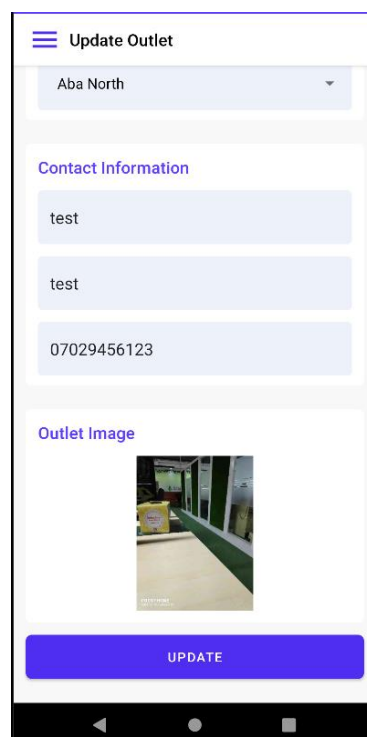 Update Outlet
Aba North
Contact Information
test
test
07029456123
Outlet Image
UPDATE